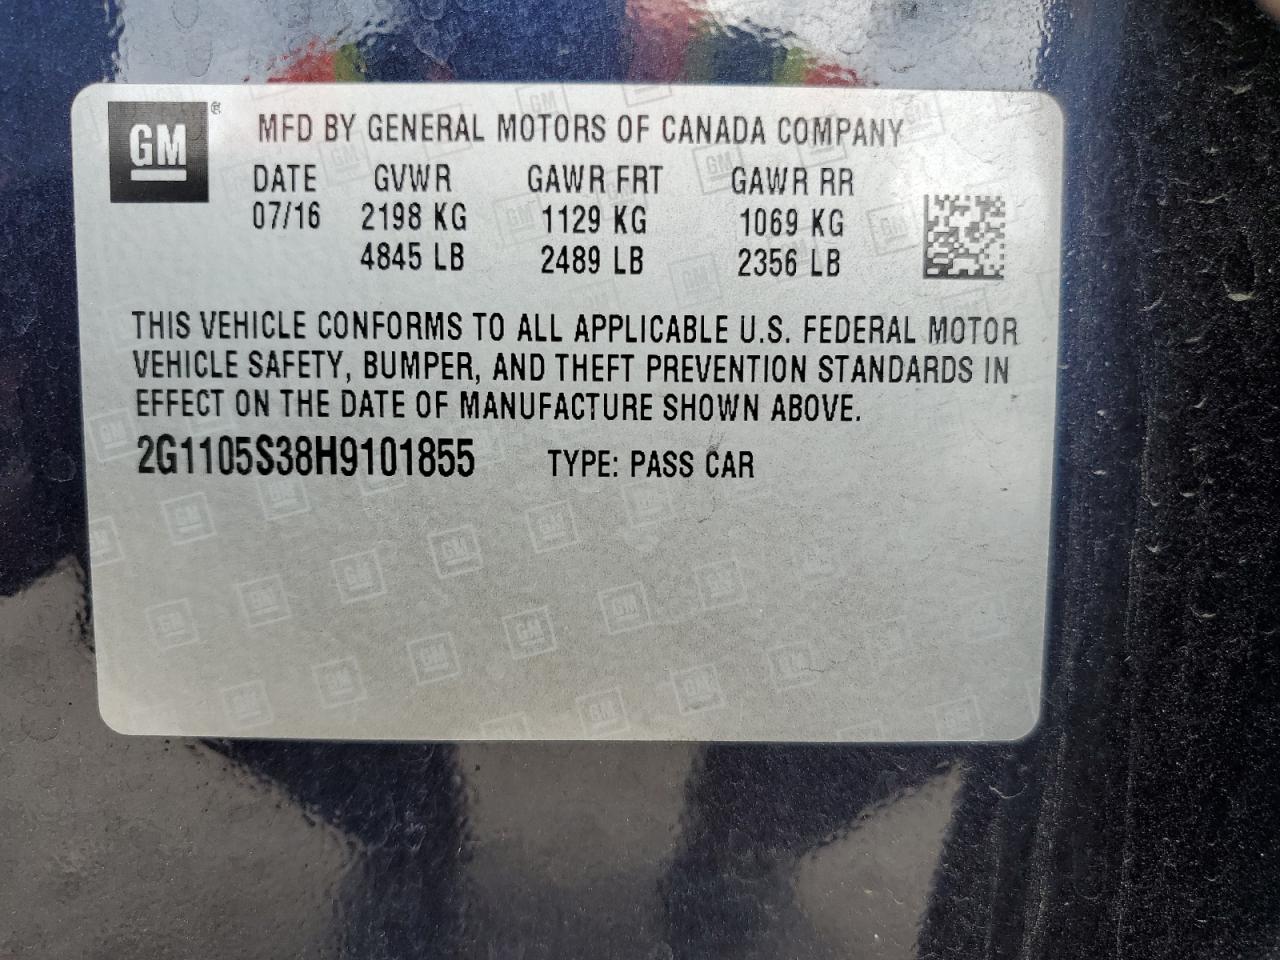 GM ® MFD BY GENERAL MOTORS OF CANADA COMPANY
DATE GVWR GAWR FRT GAWR RR
07/16 2198 KG 1129 KG 1069 KG
4845 LB 2489 LB 2356 LB
THIS VEHICLE CONFORMS TO ALL APPLICABLE U.S. FEDERAL MOTOR
VEHICLE SAFETY, BUMPER, AND THEFT PREVENTION STANDARDS IN
EFFECT ON THE DATE OF MANUFACTURE SHOWN ABOVE.
2G1105S38H9101855 TYPE: PASS CAR